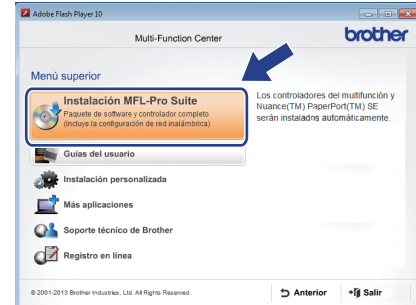 Adobe Flash Player 10
Multi-Function Center
brother
Menú superior
Instalación MFL-Pro Suite
Paquete de software y controlador completo
(Incluye la configuración de red inalámbrica)
Los controladores del multifunción y
Nuance(TM) PaperPort(TM) SE
serán instalados automáticamente.
Guías del usuario
Instalación personalizada
Más aplicaciones
Soporte técnico de Brother
Registro en línea
© 2001-2013 Brother Industries, Ltd. All Rights Reserved.
Anterior
Salir